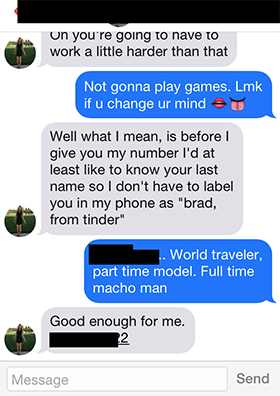 Oh you're going to have to
work a little harder than that
Not gonna play games. Lmk
if u change ur mind 👄👅
Well what I mean, is before I
give you my number I'd at
least like to know your last
name so I don't have to label
you in my phone as "brad,
from tinder"
.. World traveler,
part time model. Full time
macho man
Good enough for me.
22
Message
Send